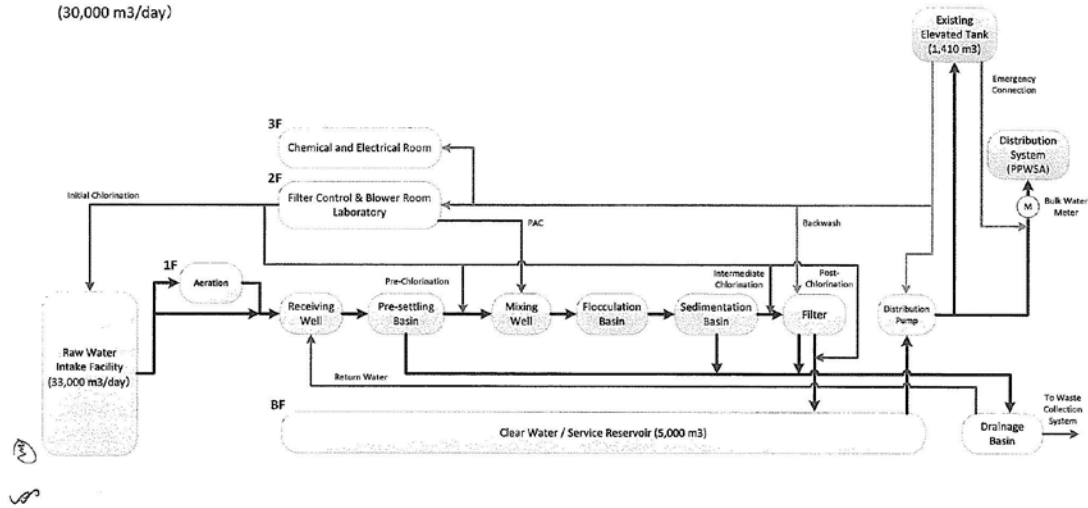 (30,000 m3/day)
Existing
Elevated Tank
(1,410 m3)
Emergency
Connection
3F
Chemical and Electrical Room
Distribution
System
(PPWSA)
2F
Initial Chlorination
Filter Control & Blower Room
Laboratory
M
Bulk Water
Meter
PAC
Backwash
1F
Aeration
Pre-Chlorination
Intermediate
Chlorination
Post-
Chlorination
Receiving
Well
Pre-settling
Basin
Mixing
Well
Flocculation
Basin
Sedimentation
Basin
Filter
Distribution
Pump
Raw Water
Intake Facility
(33,000 m3/day)
Return Water
BF
Clear Water / Service Reservoir (5,000 m3)
To Waste
Collection
System
Drainage
Basin